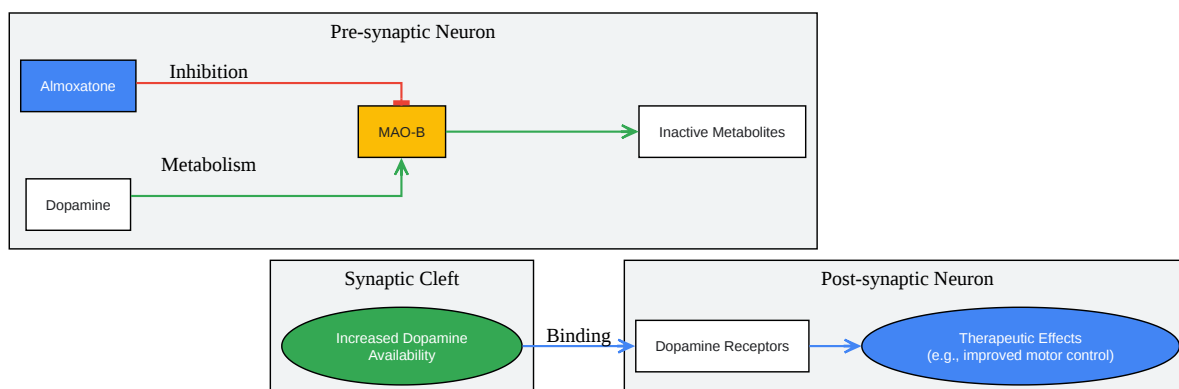 Pre-synaptic Neuron
Almoxatone
Inhibition
MAO-B
Inactive Metabolites
Metabolism
Dopamine
Synaptic Cleft
Increased Dopamine
Availability
Binding
Post-synaptic Neuron
Dopamine Receptors
Therapeutic Effects
(e.g., improved motor control)